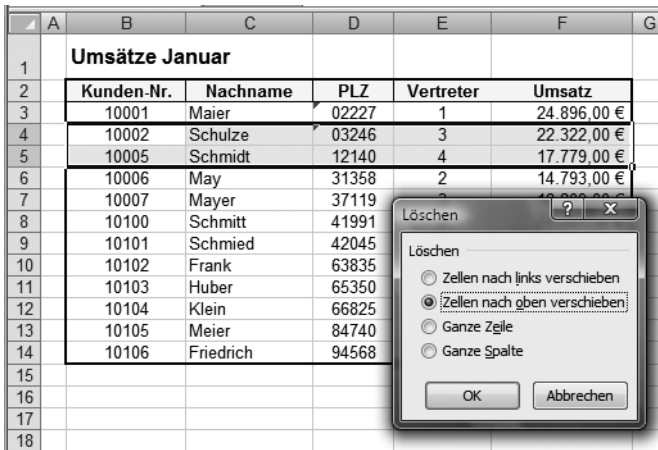 A B C D E F G
1 Umsätze Januar
2 Kunden-Nr. Nachname PLZ Vertreter Umsatz
3 10001 Maier 02227 1 24.896,00 €
4 10002 Schulze 03246 3 22.322,00 €
5 10005 Schmidt 12140 4 17.779,00 €
6 10006 May 31358 2 14.793,00 €
7 10007 Mayer 37119
8 10100 Schmitt 41991
9 10101 Schmied 42045
10 10102 Frank 63835
11 10103 Huber 65350
12 10104 Klein 66825
13 10105 Meier 84740
14 10106 Friedrich 94568
15
16
17
18
Löschen
Löschen
Zellen nach links verschieben
Zellen nach oben verschieben
Ganze Zeile
Ganze Spalte
OK Abbrechen